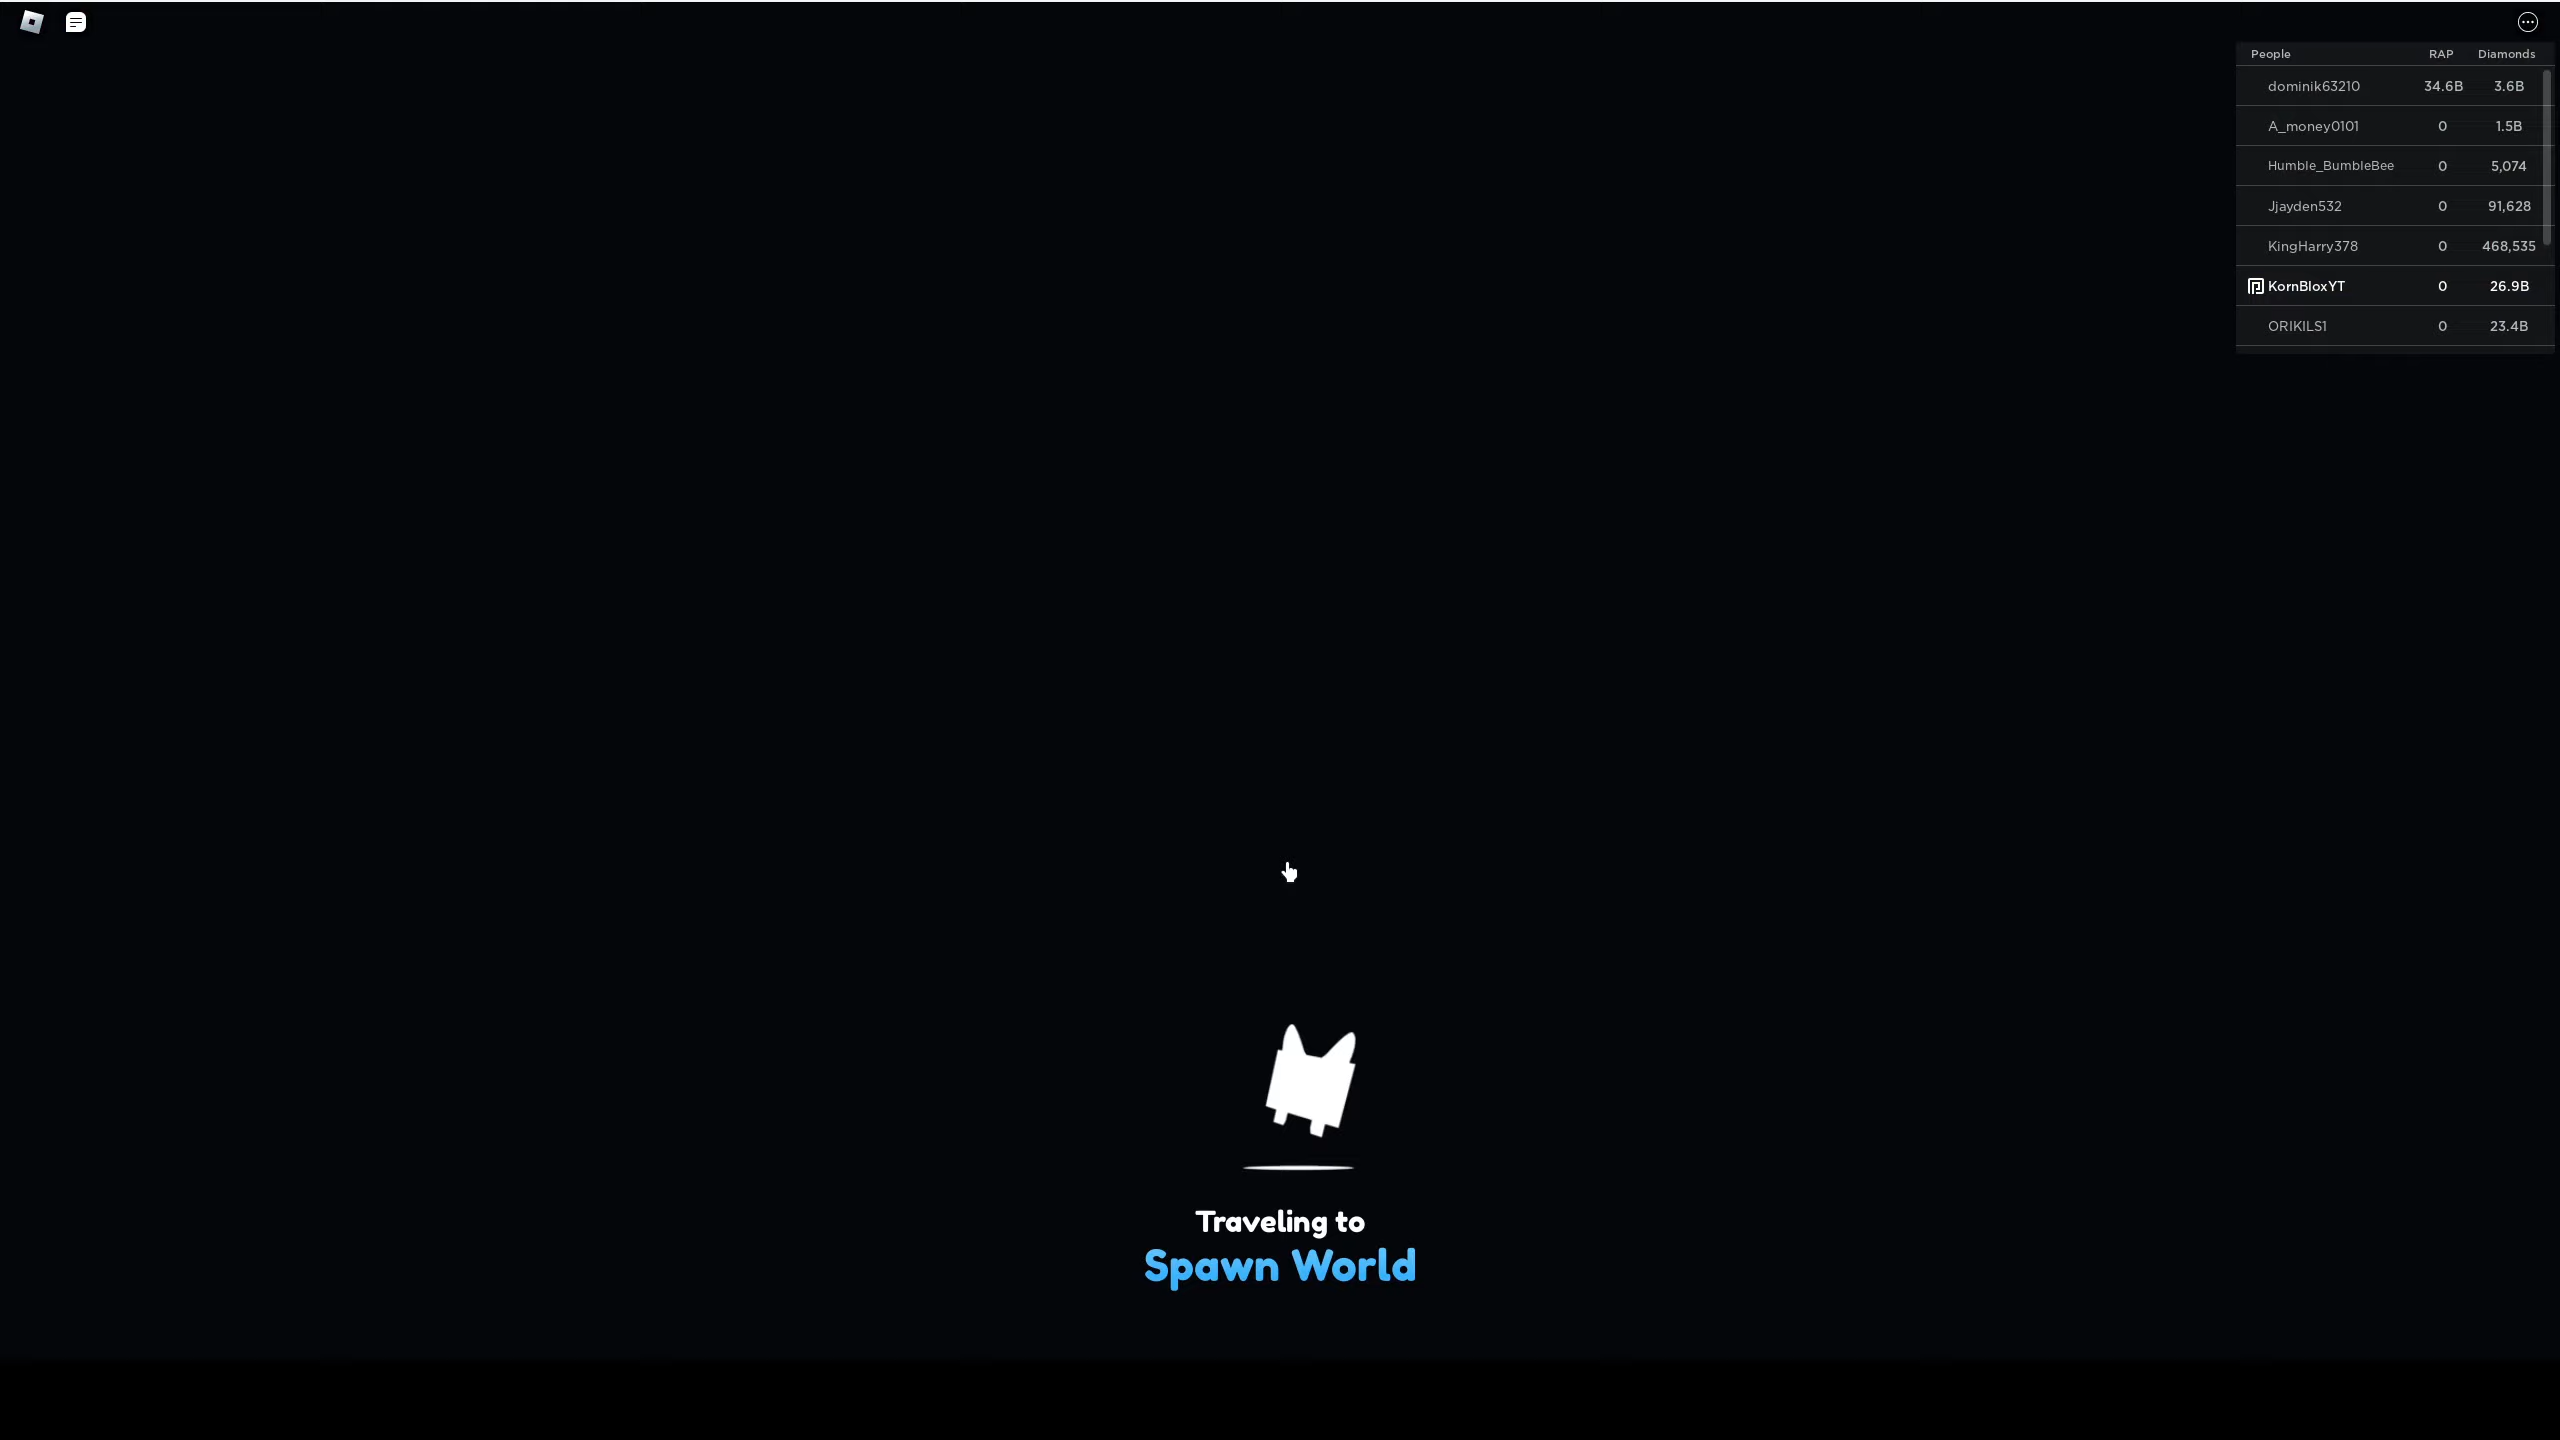 People RAP Diamonds
dominik63210 34.6B 3.6B
A_money0101 0 1.5B
Humble_BumbleBee 0 5,074
Jjayden532 0 91,628
KingHarry378 0 468,535
KornBloxYT 0 26.9B
ORIKILS1 0 23.4B
Traveling to
Spawn World